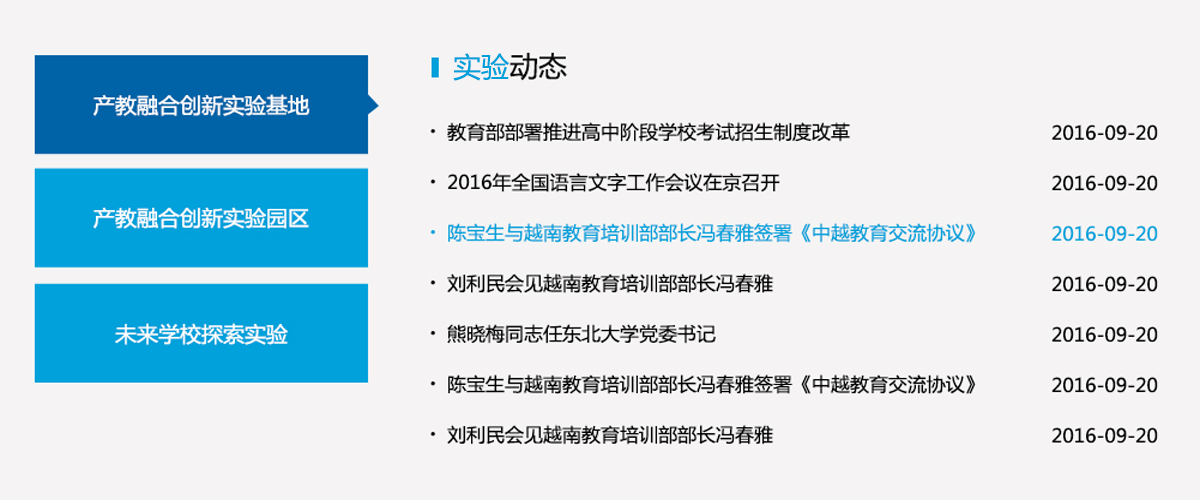 产教融合创新实验基地
产教融合创新实验园区
未来学校探索实验
实验动态
· 教育部部署推进高中阶段学校考试招生制度改革 2016-09-20
· 2016年全国语言文字工作会议在京召开 2016-09-20
· 陈宝生与越南教育培训部部长冯春雅签署《中越教育交流协议》 2016-09-20
· 刘利民会见越南教育培训部部长冯春雅 2016-09-20
· 熊晓梅同志任东北大学党委书记 2016-09-20
· 陈宝生与越南教育培训部部长冯春雅签署《中越教育交流协议》 2016-09-20
· 刘利民会见越南教育培训部部长冯春雅 2016-09-20